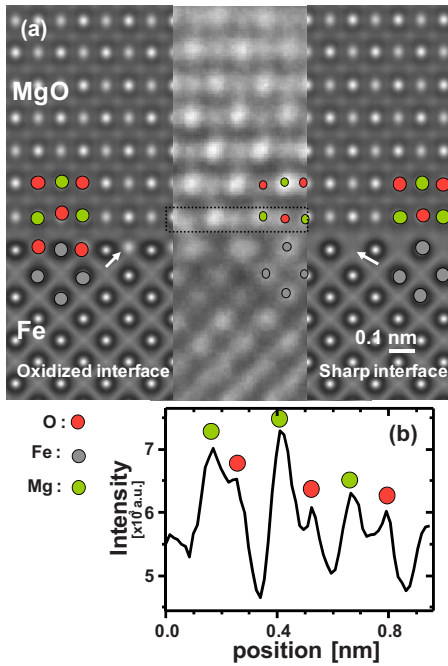 (a)
MgO
Fe
0.1 nm
Oxidized interface
Sharp interface
O :
Fe :
Mg :
(b)
Intensity
[x10³ a.u.]
7
6
5
0.0
0.4
0.8
position [nm]